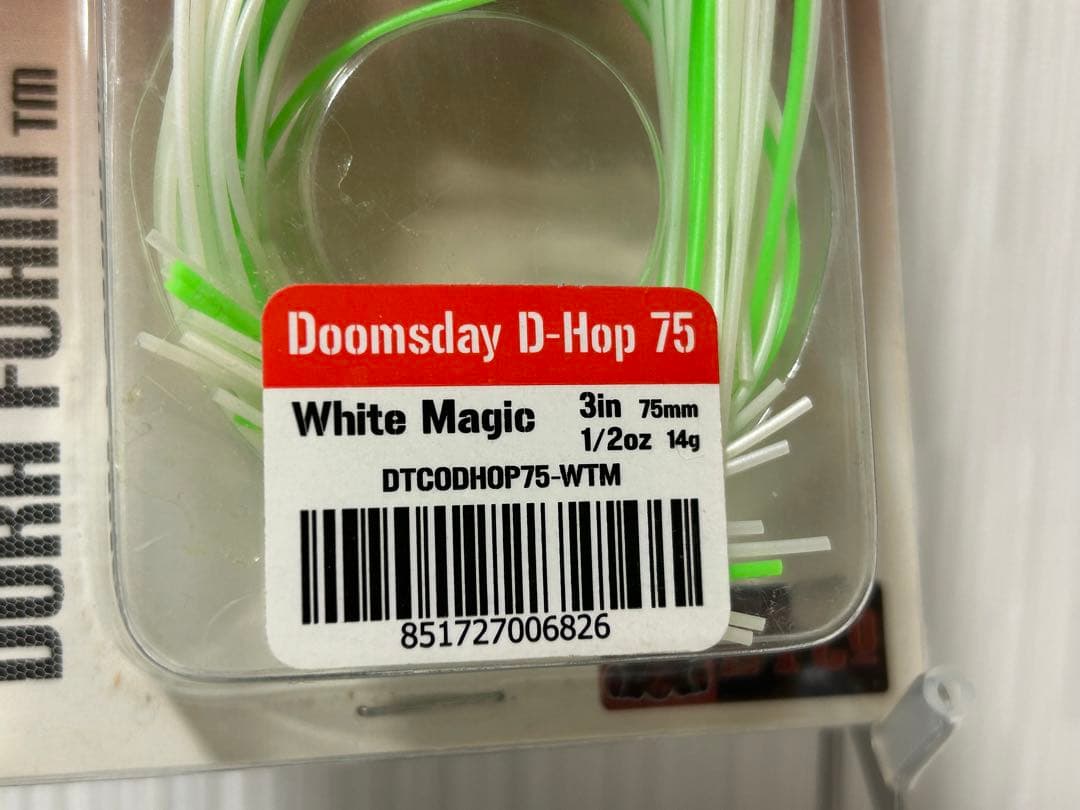 Doomsday D-Hop 75
White Magic
3in 75mm
1/2oz 14g
DTCODHOP75-WTM
851727006826